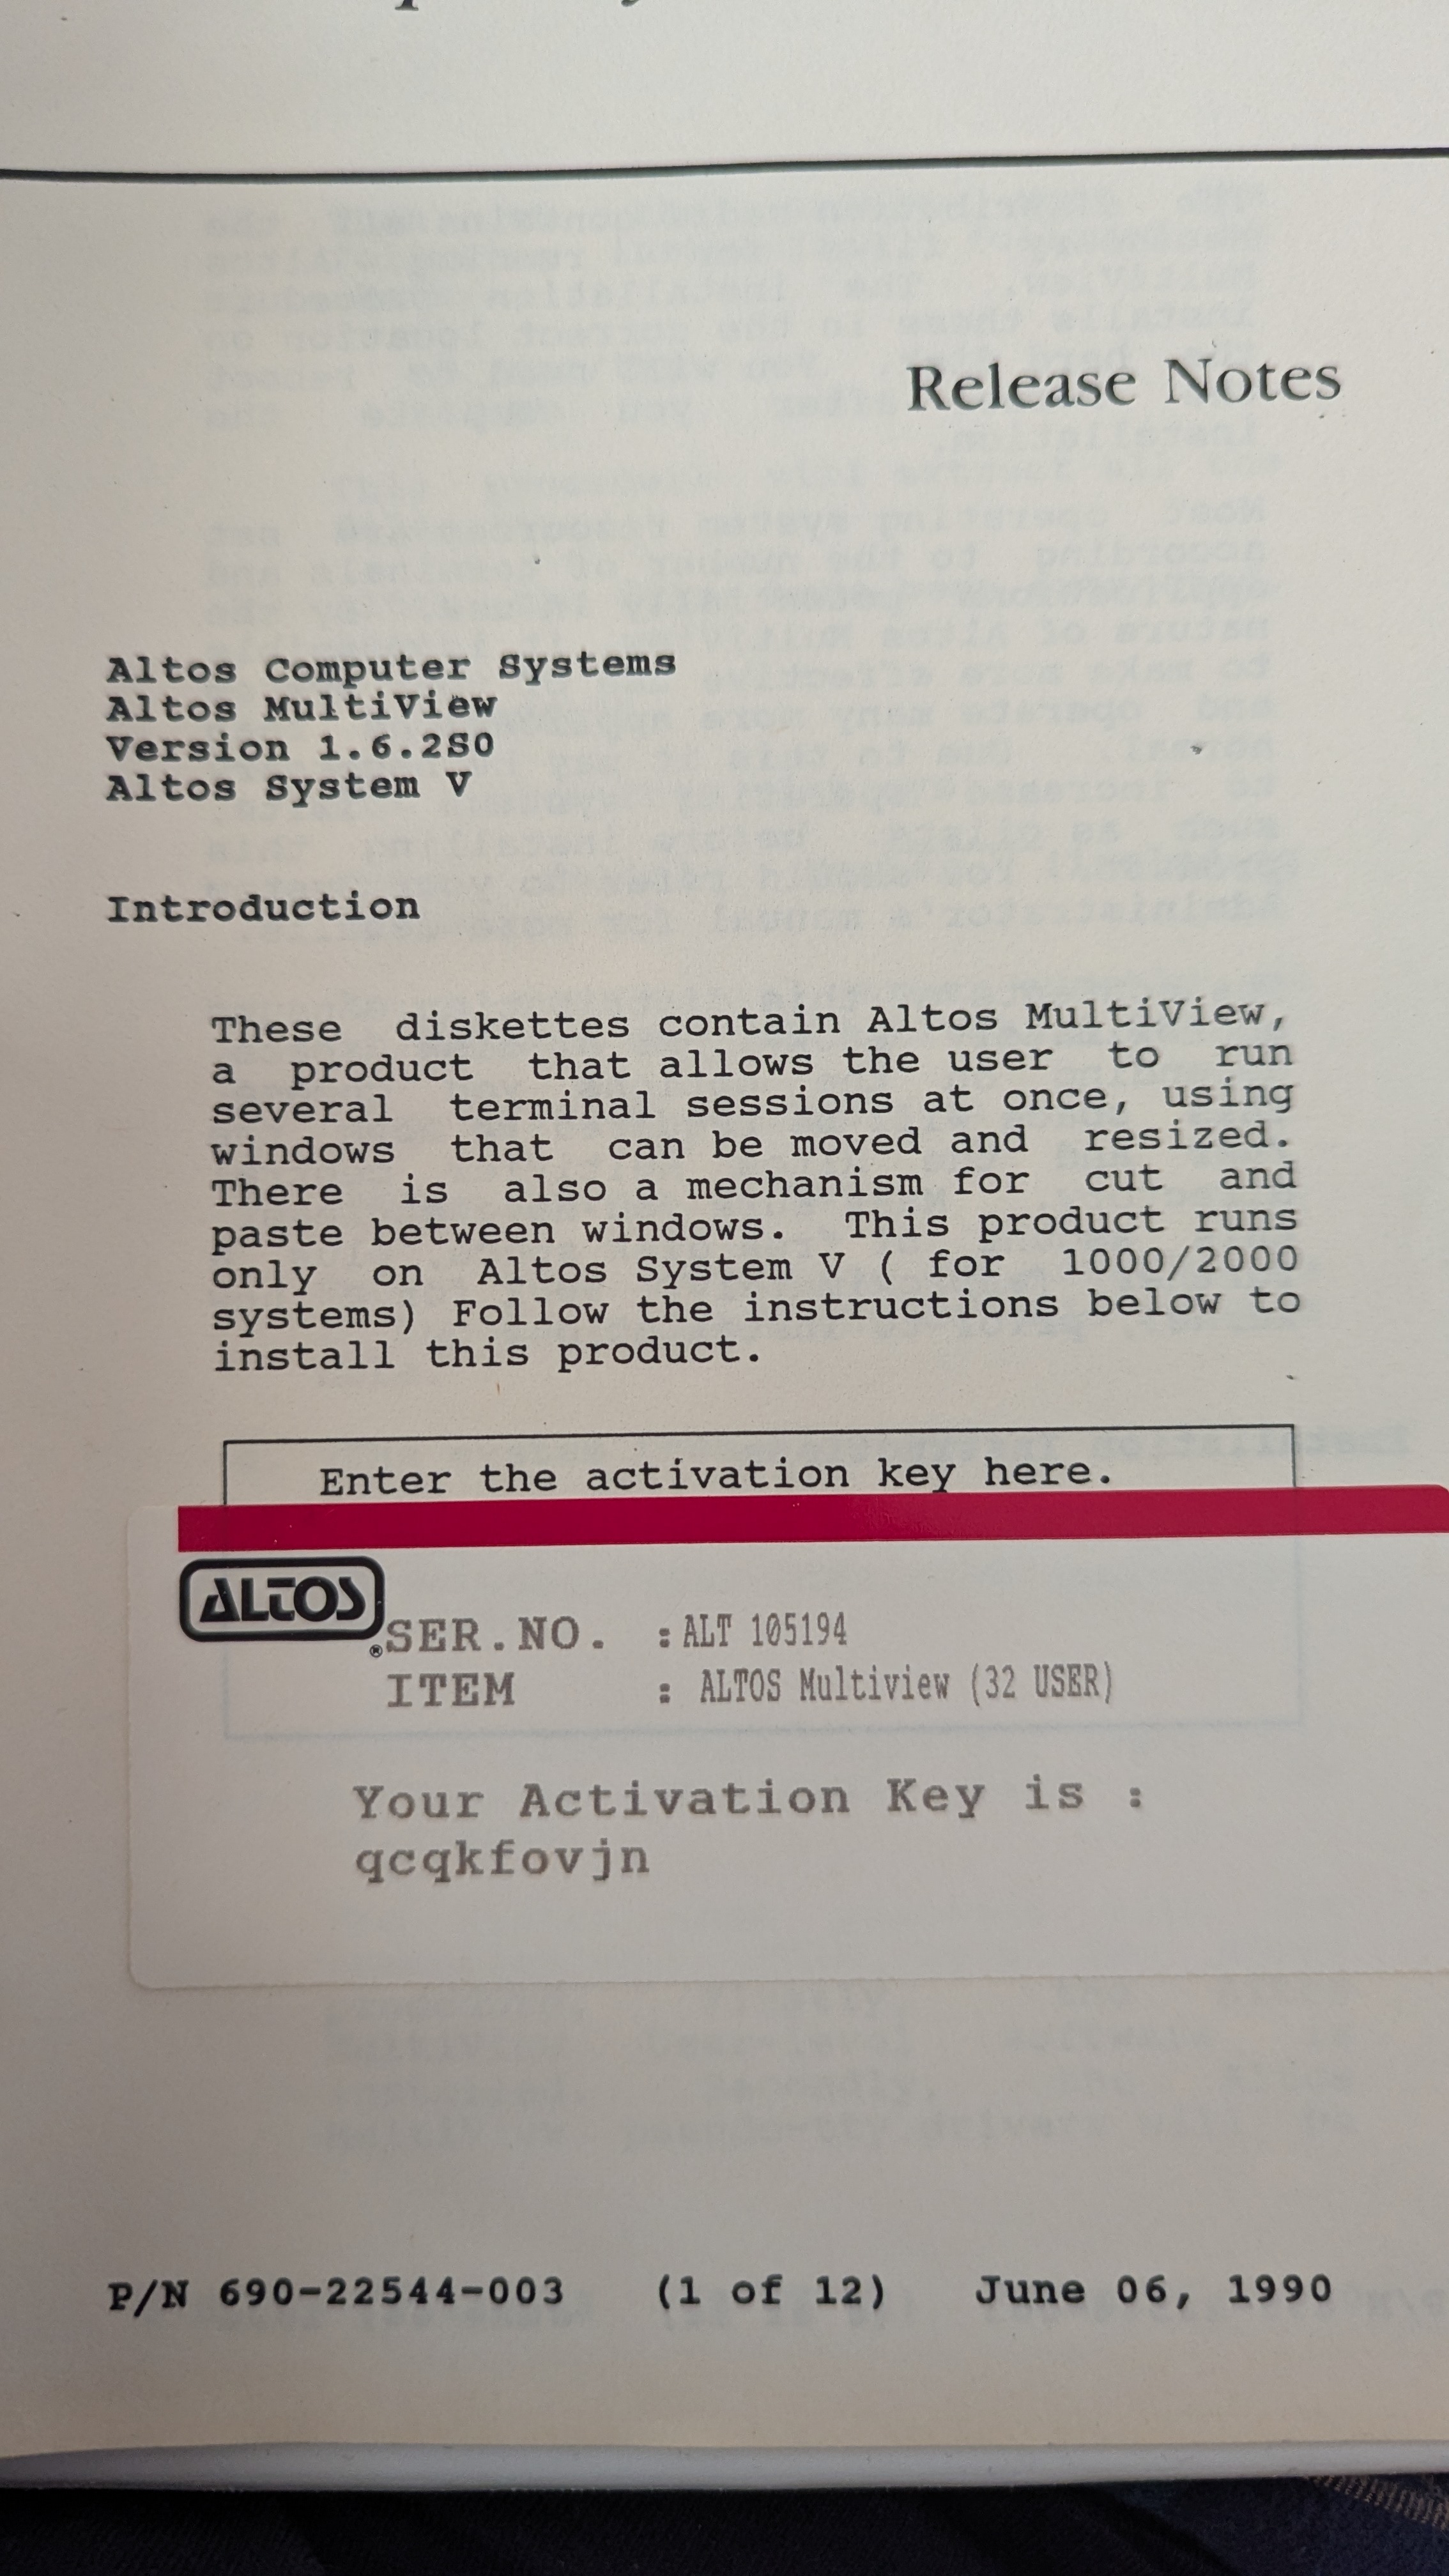 Release Notes
Altos Computer Systems
Altos MultiView
Version 1.6.2S0
Altos System V
Introduction
These diskettes contain Altos MultiView,
a product that allows the user to run
several terminal sessions at once, using
windows that can be moved and resized.
There is also a mechanism for cut and
paste between windows. This product runs
only on Altos System V ( for 1000/2000
systems) Follow the instructions below to
install this product.
Enter the activation key here.
ALTOS
®
SER.NO. : ALT 105194
ITEM : ALTOS Multiview (32 USER)
Your Activation Key is :
qcqkfovjn
P/N 690-22544-003 (1 of 12) June 06, 1990